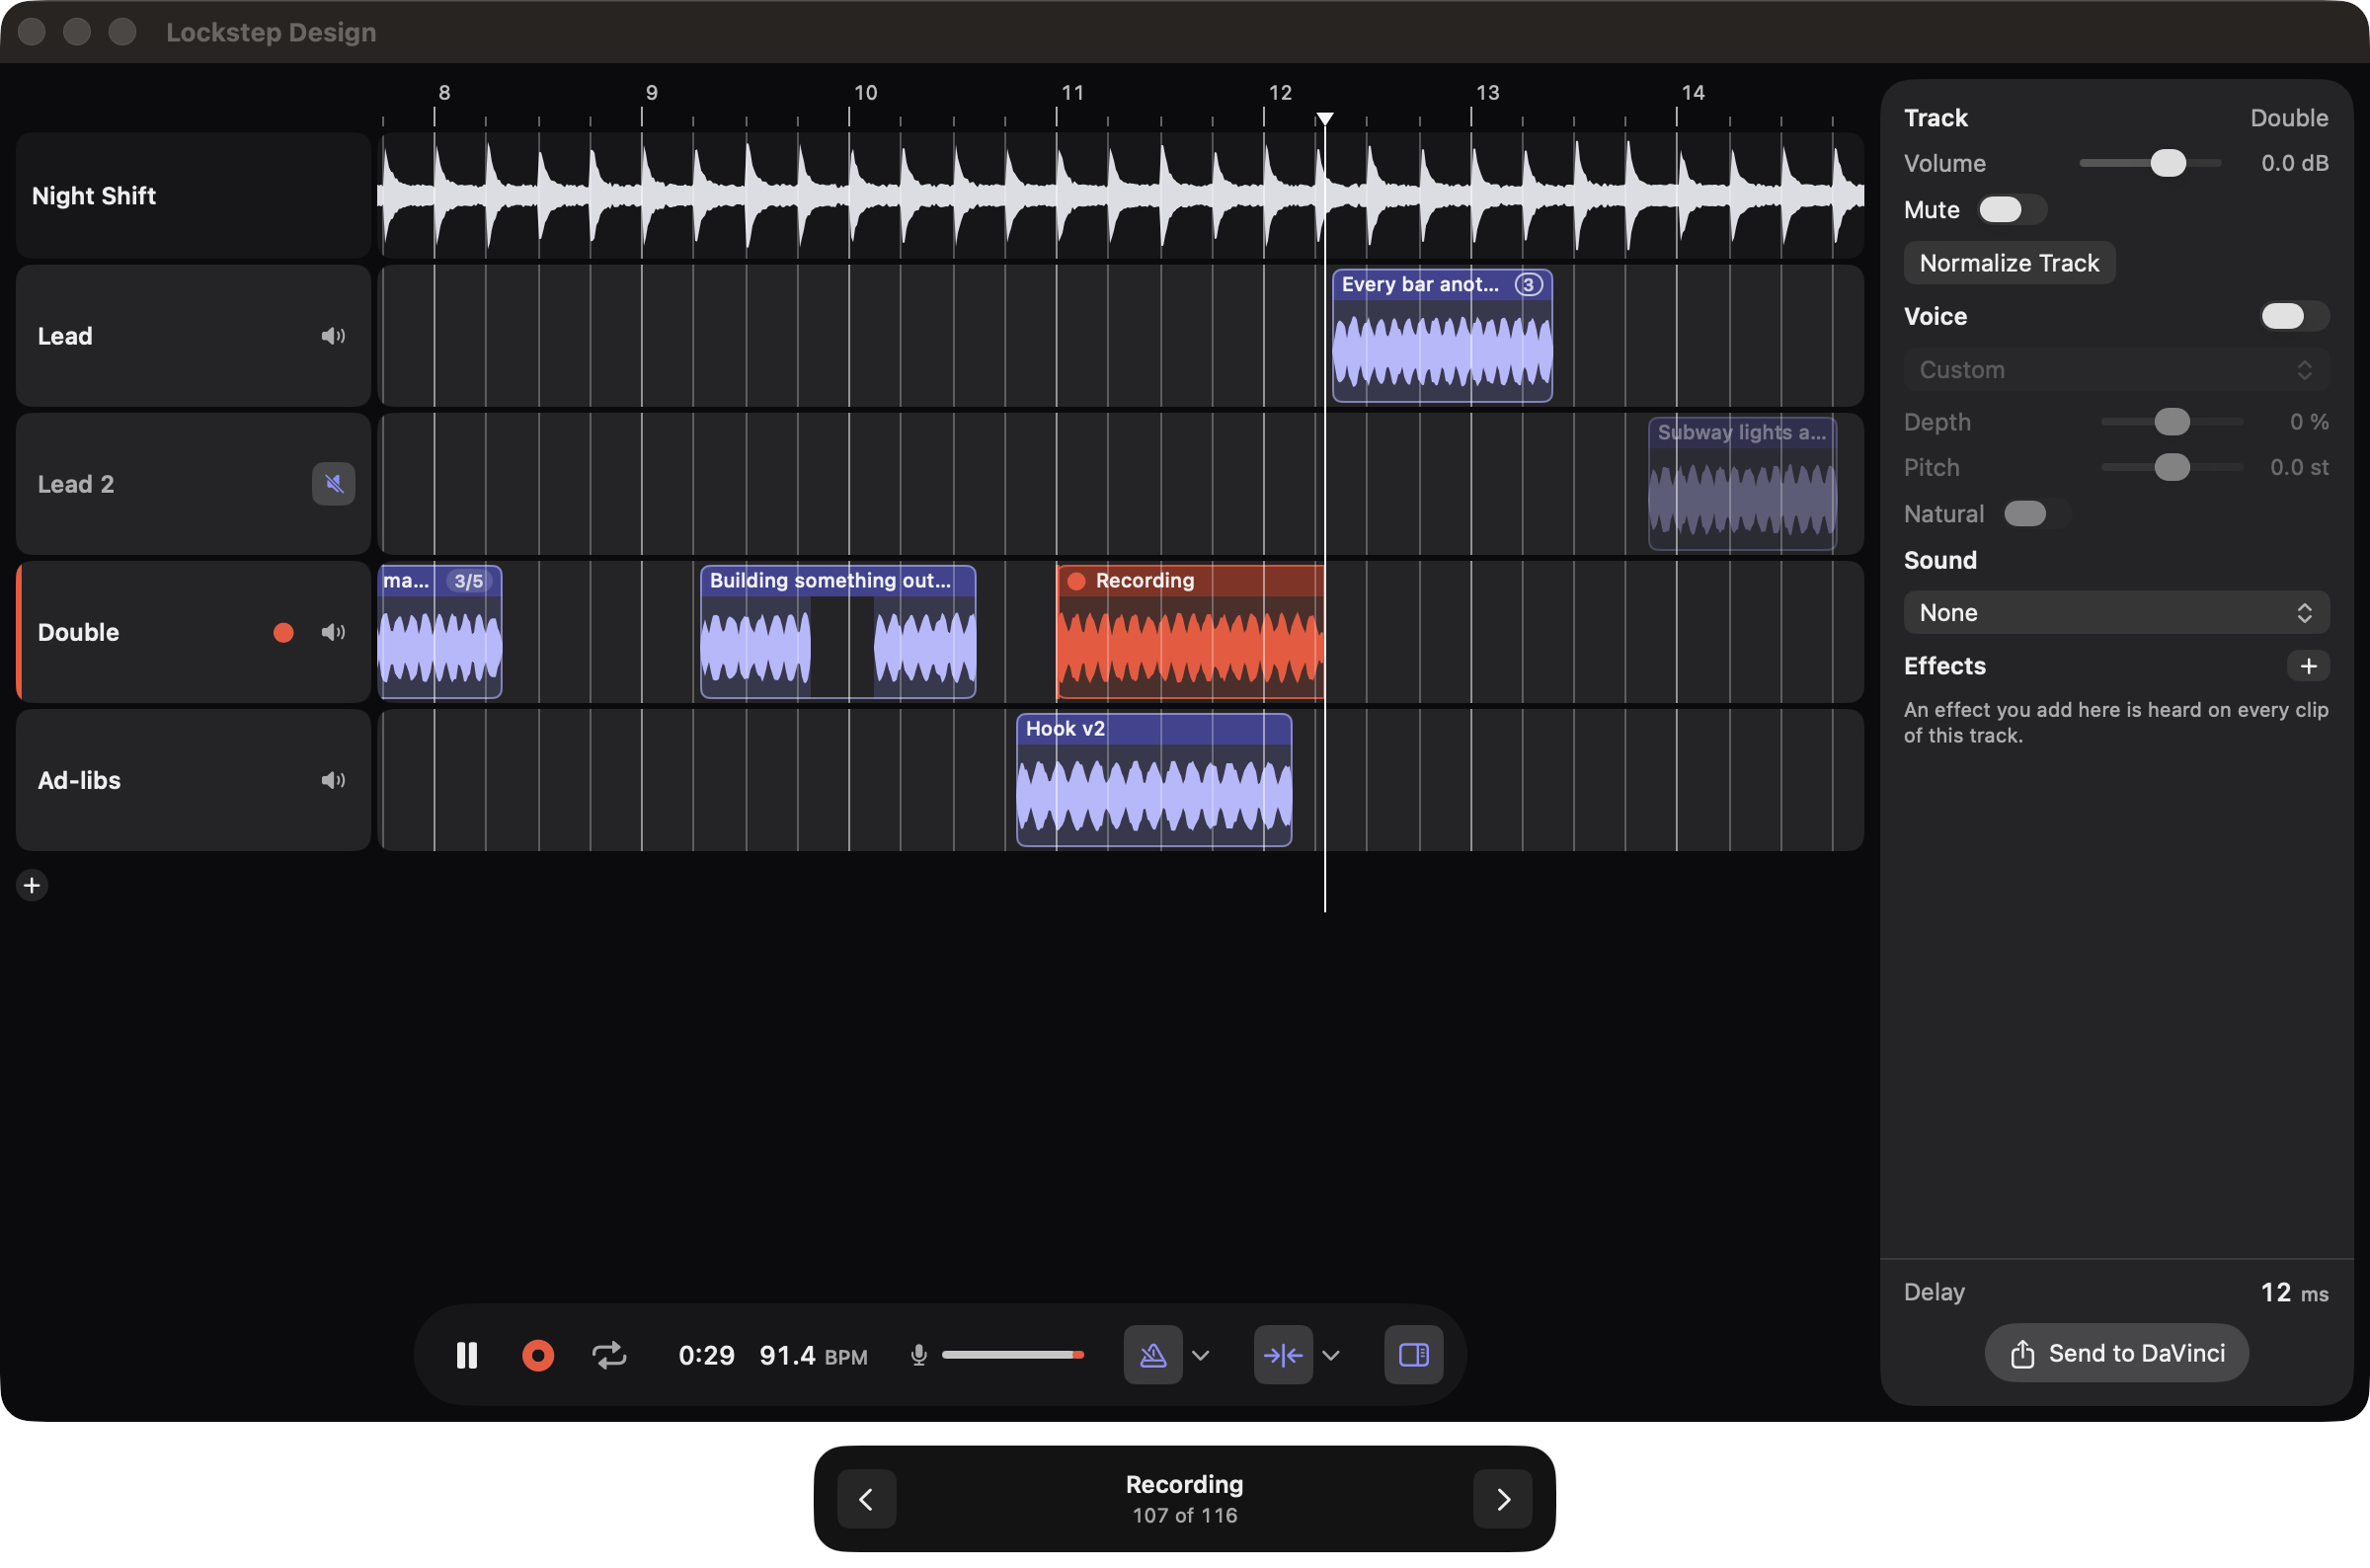 Lockstep Design
8 9 10 11 12 13 14
Night Shift
Lead
Every bar anot... 3
Lead 2
Subway lights a...
Double
ma... 3/5
Building something out...
Recording
Ad-libs
Hook v2
0:29 91.4 BPM
Track Double
Volume 0.0 dB
Mute
Normalize Track
Voice
Custom
Depth 0 %
Pitch 0.0 st
Natural
Sound
None
Effects
An effect you add here is heard on every clip
of this track.
Delay 12 ms
Send to DaVinci
Recording
107 of 116